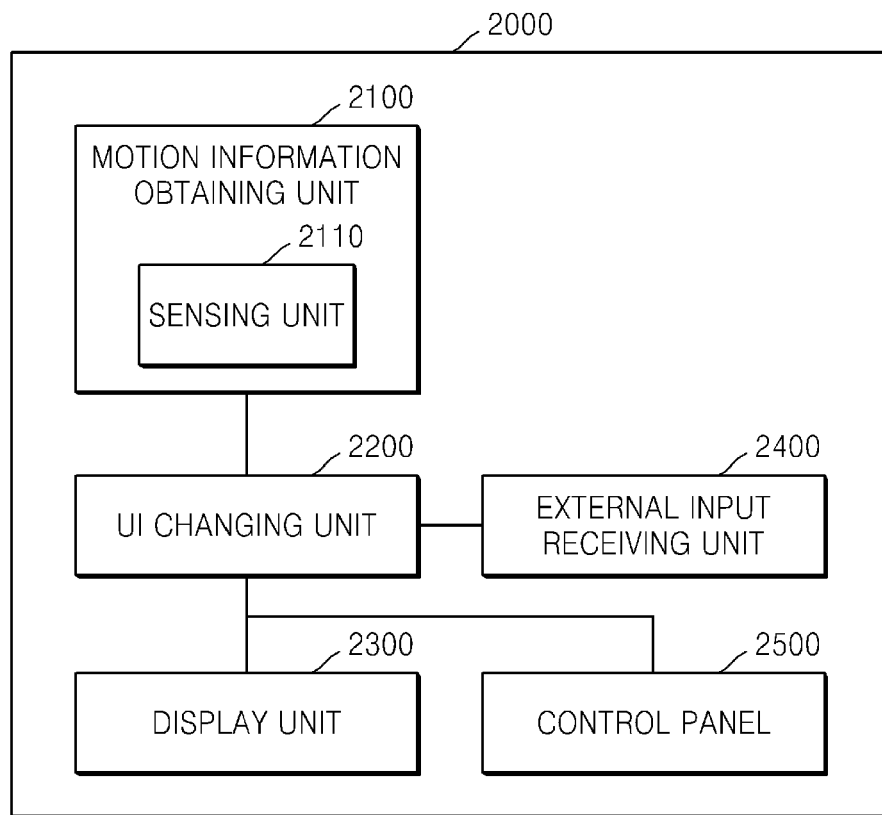 2000
2100
MOTION INFORMATION
OBTAINING UNIT
2110
SENSING UNIT
2200
UI CHANGING UNIT
2400
EXTERNAL INPUT
RECEIVING UNIT
2300
DISPLAY UNIT
2500
CONTROL PANEL